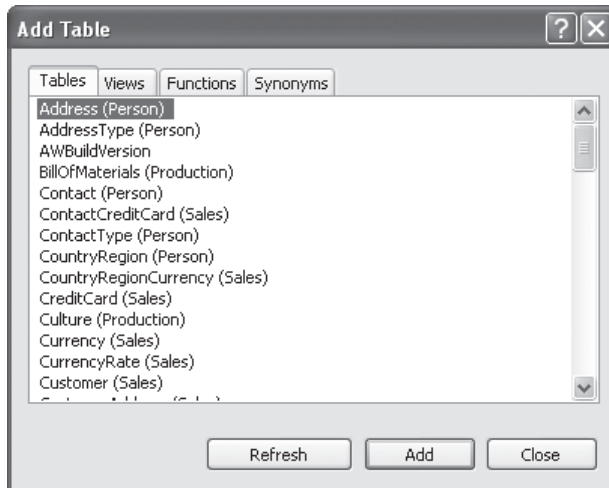 Add Table
Tables Views Functions Synonyms
Address (Person)
AddressType (Person)
AWBuildVersion
BillOfMaterials (Production)
Contact (Person)
ContactCreditCard (Sales)
ContactType (Person)
CountryRegion (Person)
CountryRegionCurrency (Sales)
CreditCard (Sales)
Culture (Production)
Currency (Sales)
CurrencyRate (Sales)
Customer (Sales)
Refresh Add Close